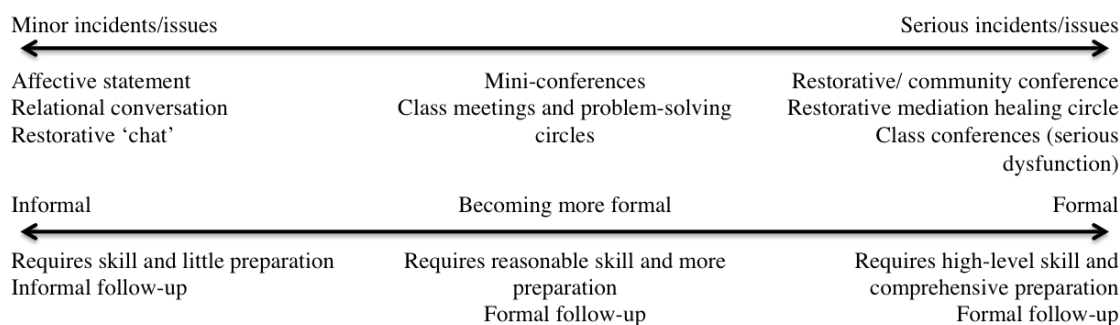 Minor incidents/issues Serious incidents/issues
Affective statement Mini-conferences Restorative/ community conference
Relational conversation Class meetings and problem-solving Restorative mediation healing circle
Restorative ‘chat’ circles Class conferences (serious
dysfunction)
Informal Becoming more formal Formal
Requires skill and little preparation Requires reasonable skill and more Requires high-level skill and
Informal follow-up preparation comprehensive preparation
Formal follow-up Formal follow-up